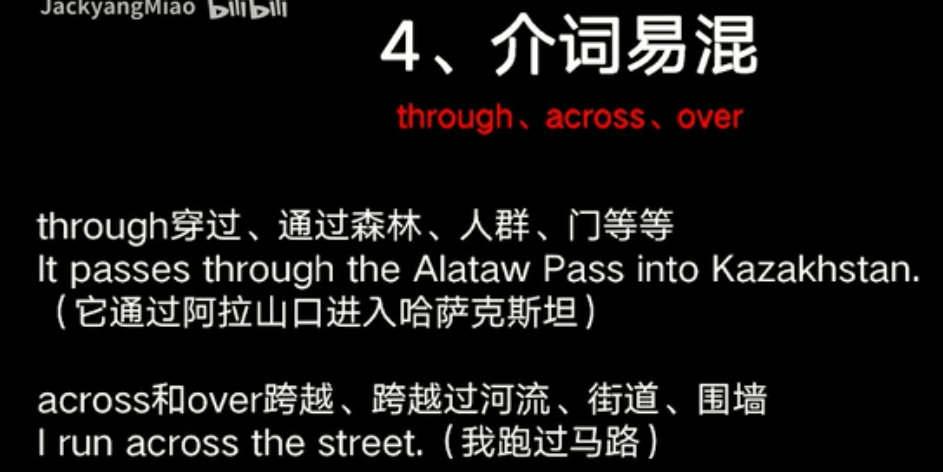 JackyangMiao bilibili
4、介词易混
through、across、over
through穿过、通过森林、人群、门等等
It passes through the Alataw Pass into Kazakhstan.
（它通过阿拉山口进入哈萨克斯坦）
across和over跨越、跨越过河流、街道、围墙
I run across the street.（我跑过马路）